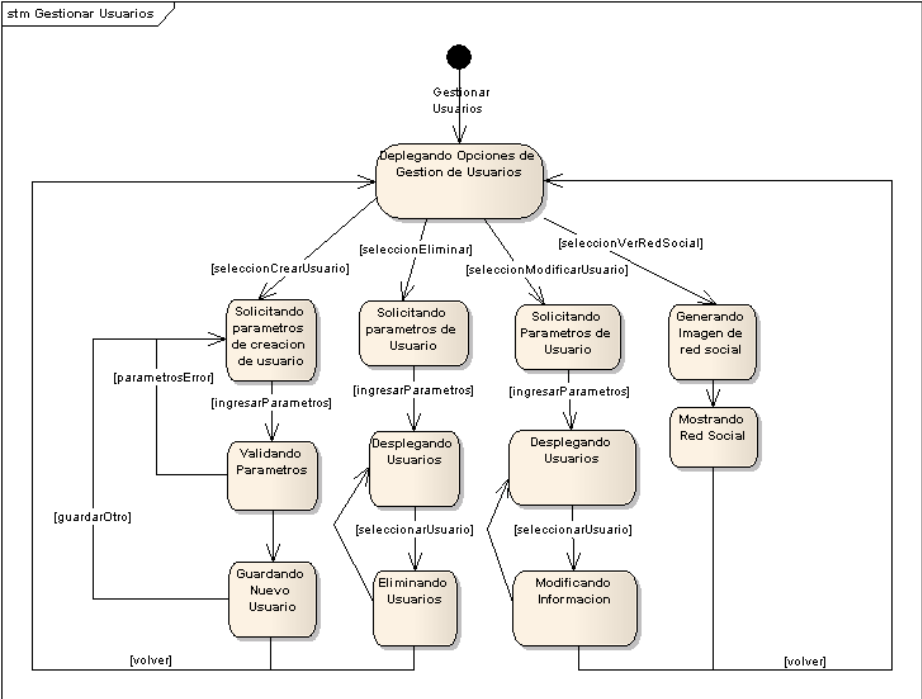 stm Gestionar Usuarios
Gestionar
Usuarios
Deplegando Opciones de
Gestion de Usuarios
[seleccionCrearUsuario]
[seleccionEliminar]
[seleccionModificarUsuario]
[seleccionVerRedSocial]
Solicitando
parametros
de creacion
de usuario
Solicitando
parametros de
Usuario
Solicitando
Parametros de
Usuario
Generando
Imagen de
red social
[parametrosError]
[ingresarParametros]
[ingresarParametros]
[ingresarParametros]
Validando
Parametros
Desplegando
Usuarios
Desplegando
Usuarios
Mostrando
Red Social
[guardarOtro]
[seleccionarUsuario]
[seleccionarUsuario]
Guardando
Nuevo
Usuario
Eliminando
Usuarios
Modificando
Informacion
[volver]
[volver]